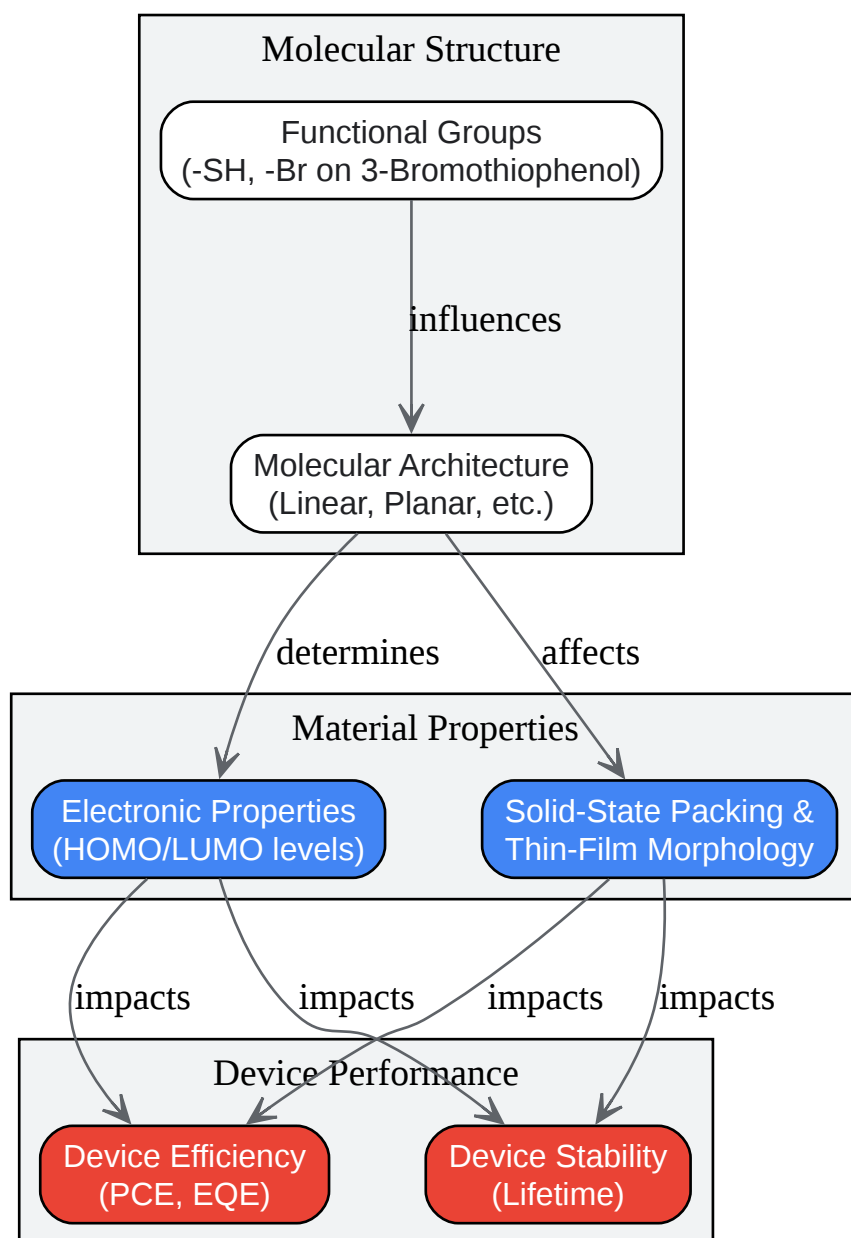 Molecular Structure
Functional Groups
(-SH, -Br on 3-Bromothiophenol)
influences
Molecular Architecture
(Linear, Planar, etc.)
determines
affects
Material Properties
Electronic Properties
(HOMO/LUMO levels)
Solid-State Packing &
Thin-Film Morphology
impacts
impacts
impacts
impacts
Device Performance
Device Efficiency
(PCE, EQE)
Device Stability
(Lifetime)